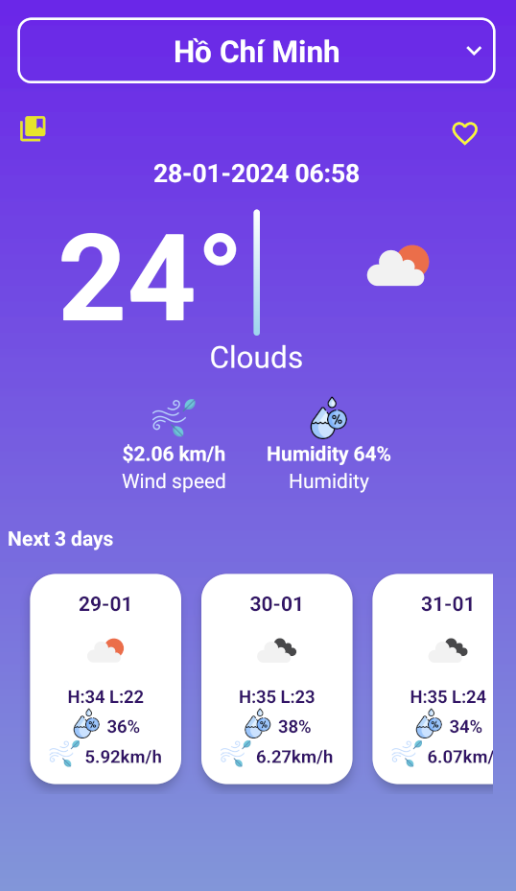 Hồ Chí Minh
28-01-2024 06:58
24°
Clouds
$2.06 km/h
Humidity 64%
Wind speed
Humidity
Next 3 days
29-01
30-01
31-01
H:34 L:22
H:35 L:23
H:35 L:24
% 36%
% 38%
% 34%
5.92km/h
6.27km/h
6.07km/